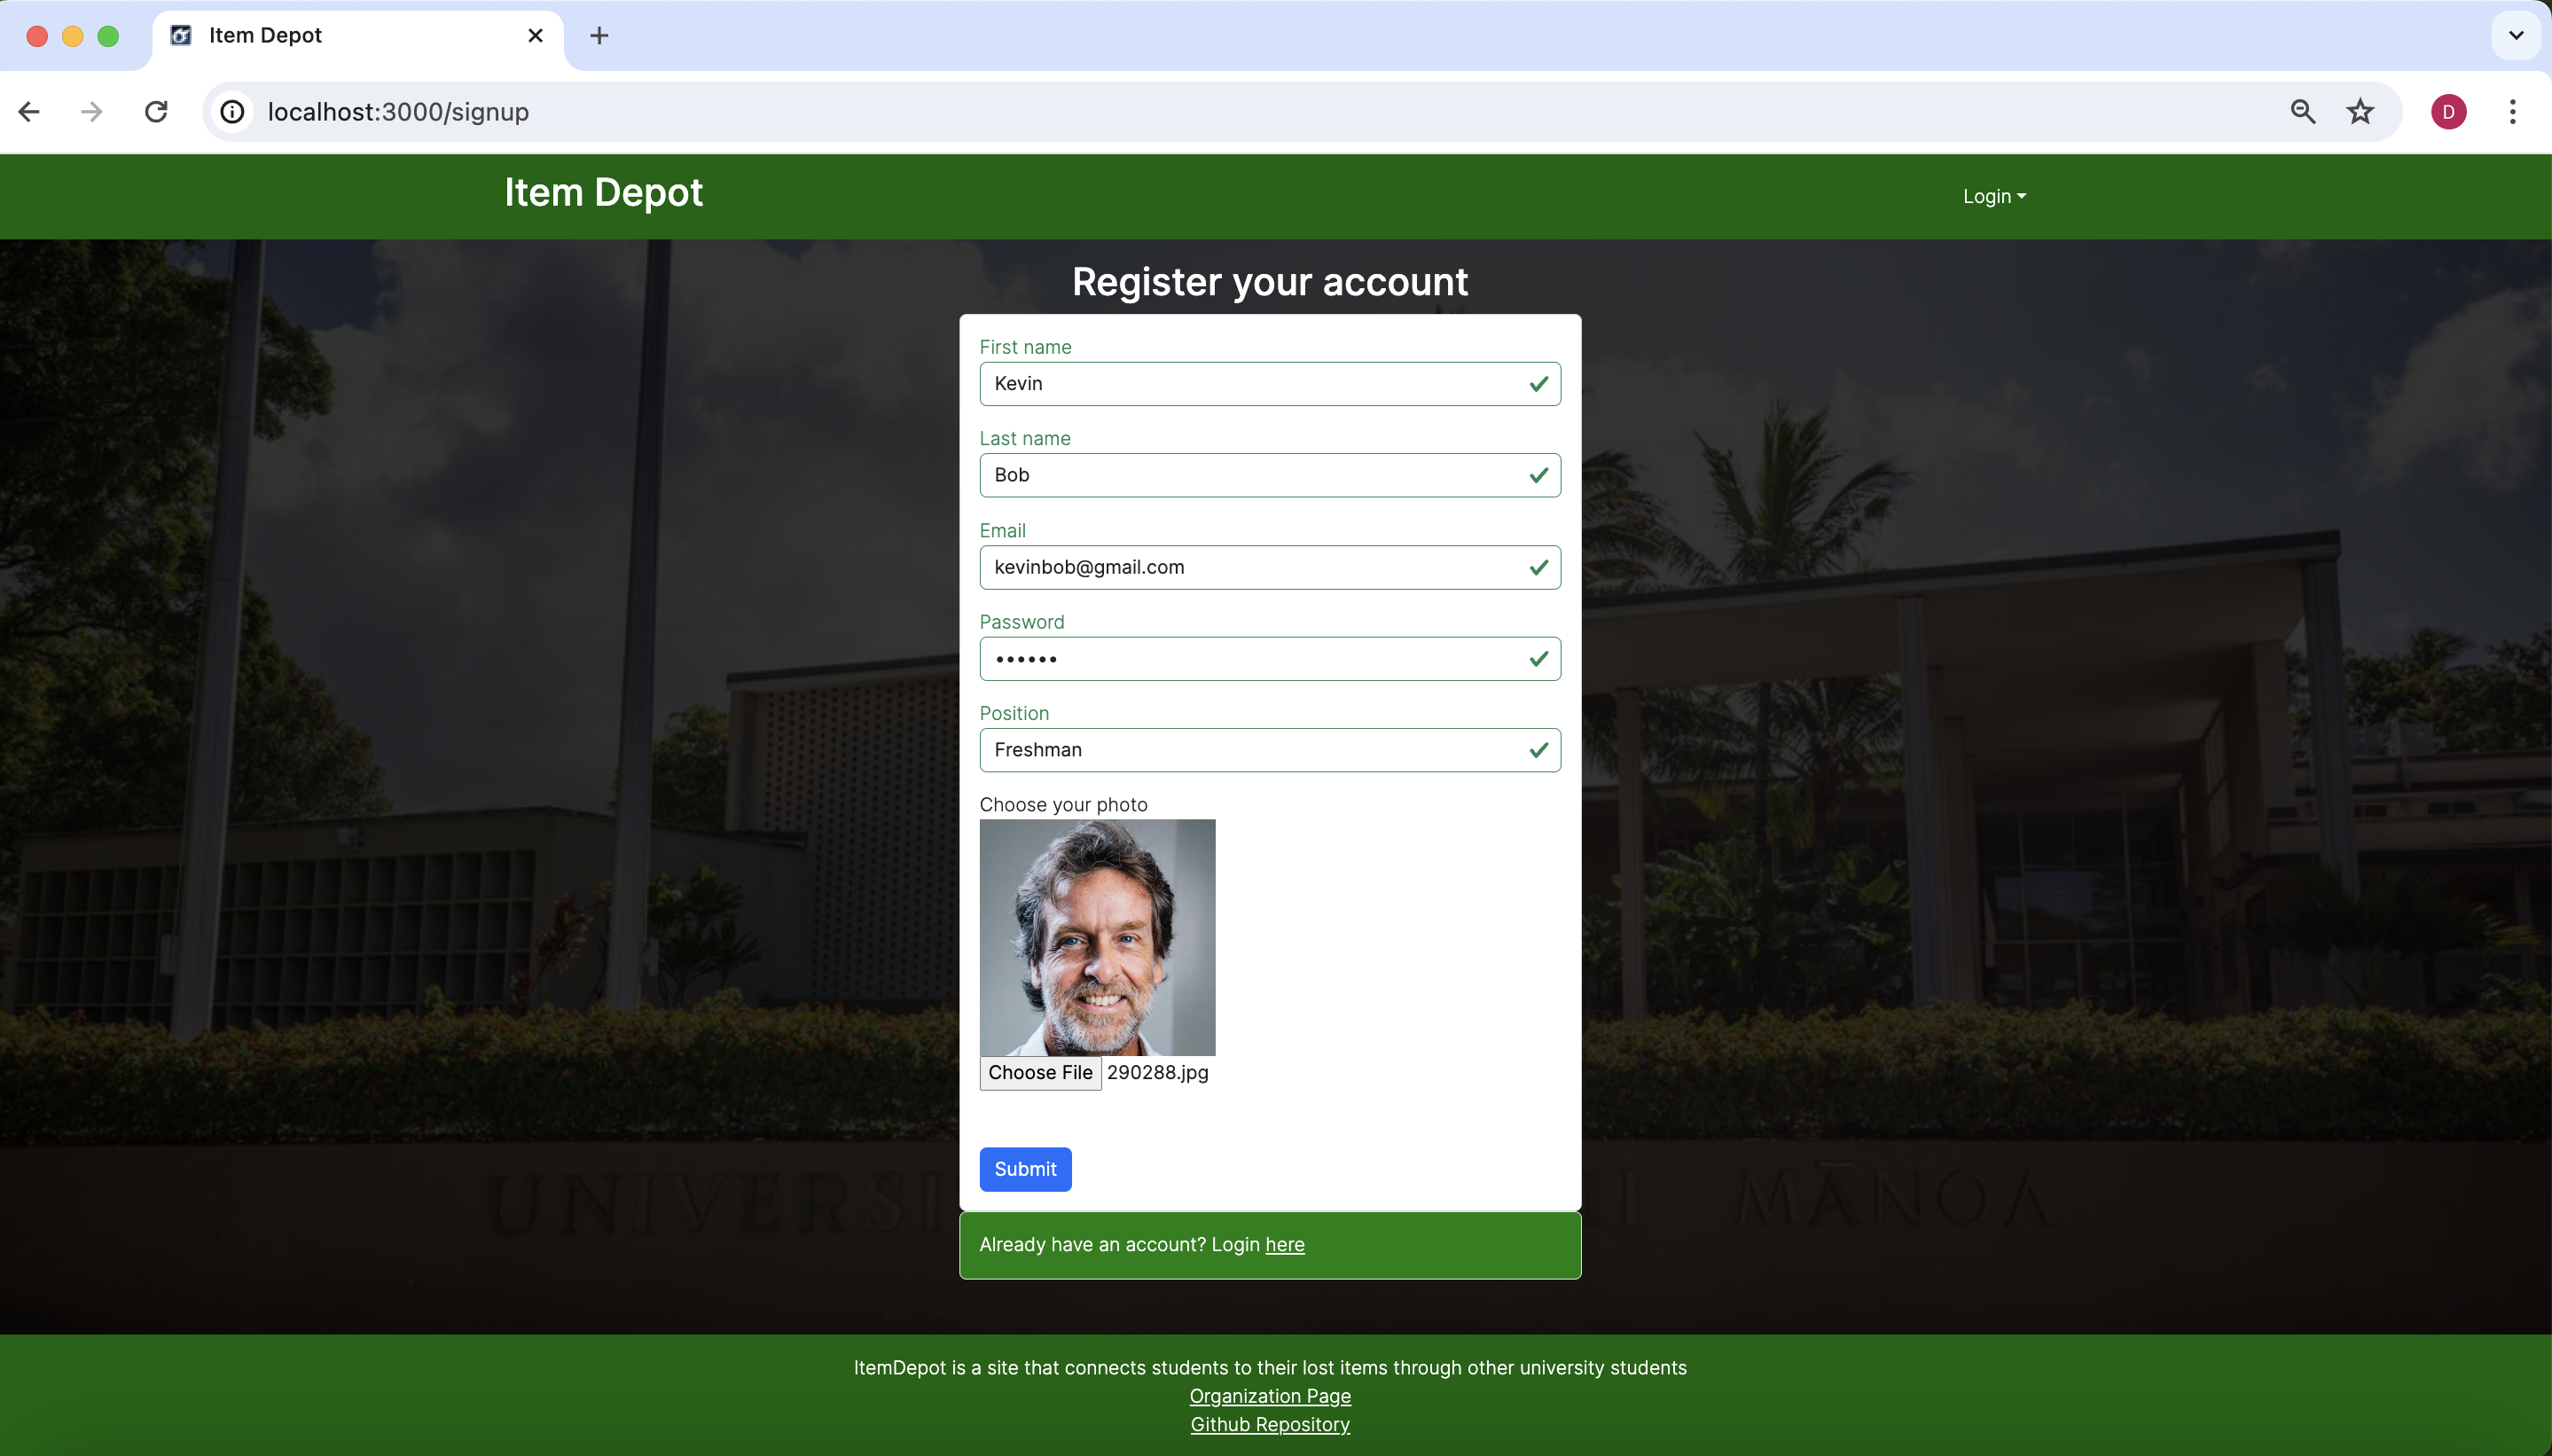 Item Depot
localhost:3000/signup
D
Item Depot
Login
Register your account
First name
Kevin
Last name
Bob
Email
kevinbob@gmail.com
Password
••••••
Position
Freshman
Choose your photo
Choose File 290288.jpg
Submit
UNIVERSI
MĀNOA
Already have an account? Login here
ItemDepot is a site that connects students to their lost items through other university students
Organization Page
Github Repository